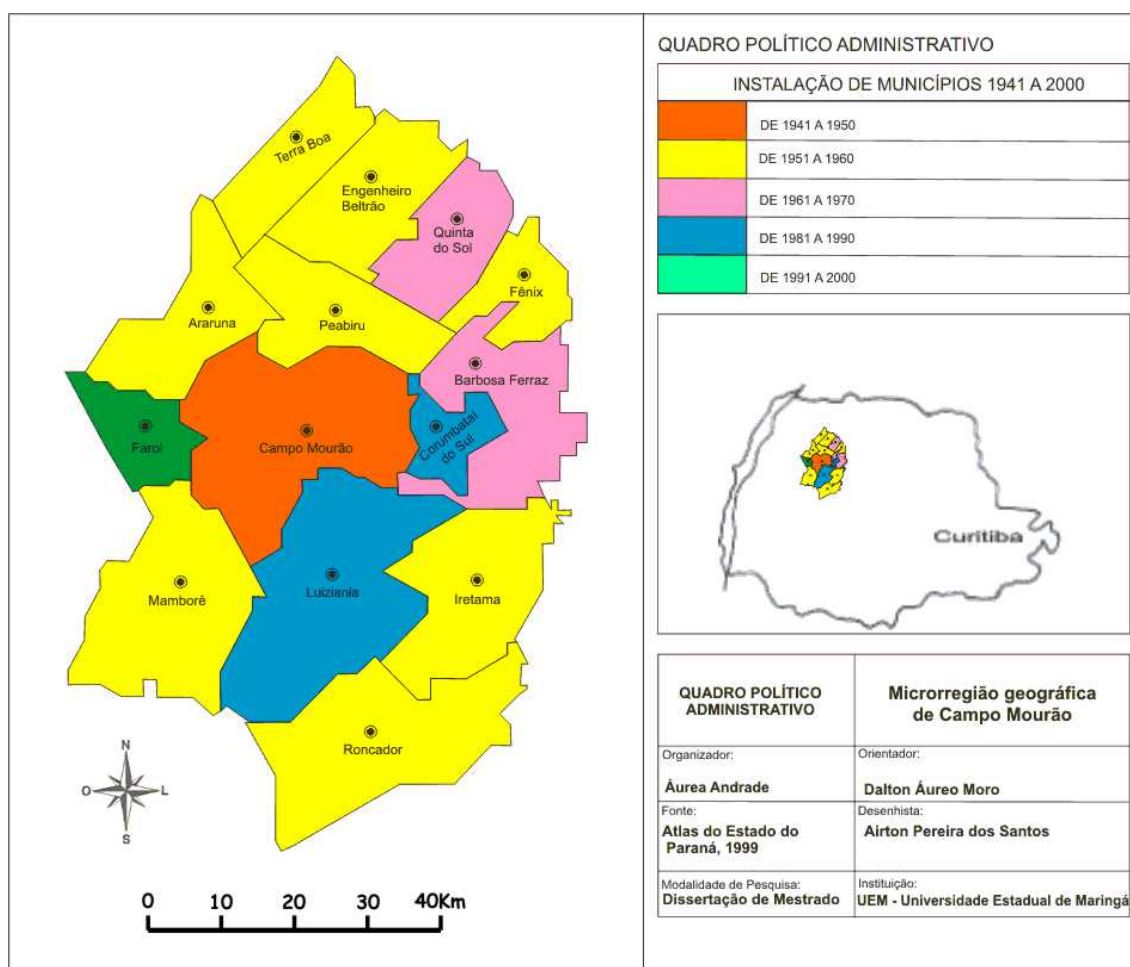 Terra Boa
Engenheiro
Beltrão
Quinta
do Sol
Fênix
Araruna
Peabiru
Barbosa Ferraz
Farol
Campo Mourão
Corumbataí
do Sul
Mamborê
Luiziania
Iretama
Roncador
N
O
L
S
0 10 20 30 40Km
QUADRO POLÍTICO ADMINISTRATIVO
INSTALAÇÃO DE MUNICÍPIOS 1941 A 2000
DE 1941 A 1950
DE 1951 A 1960
DE 1961 A 1970
DE 1981 A 1990
DE 1991 A 2000
Curitiba
QUADRO POLÍTICO
ADMINISTRATIVO
Microrregião geográfica
de Campo Mourão
Organizador:
Áurea Andrade
Orientador:
Dalton Áureo Moro
Fonte:
Atlas do Estado do
Paraná, 1999
Desenhista:
Airton Pereira dos Santos
Modalidade de Pesquisa:
Dissertação de Mestrado
Instituição:
UEM - Universidade Estadual de Maringá